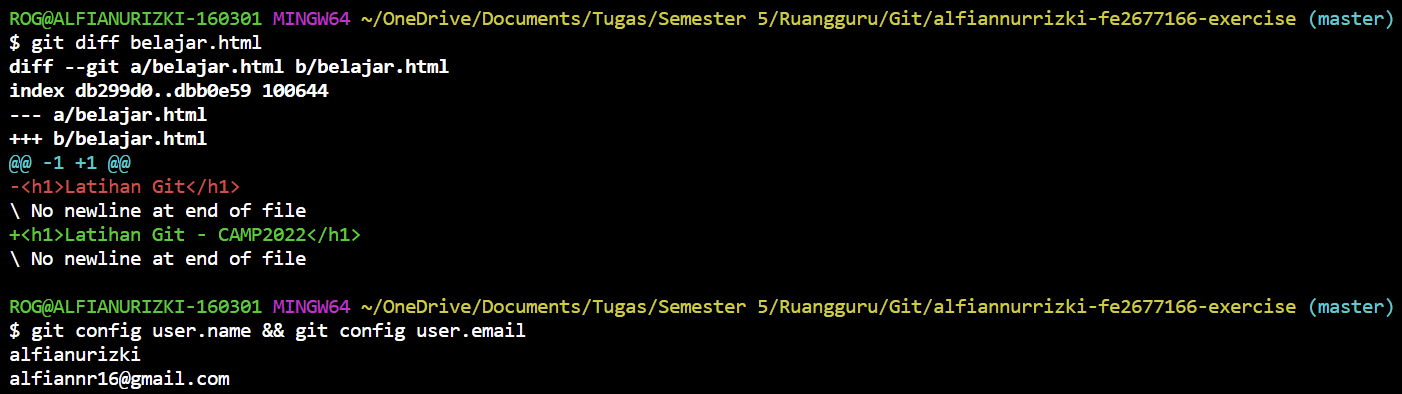 ROG@ALFIANURIZKI-160301 MINGW64 ~/OneDrive/Documents/Tugas/Semester 5/Ruangguru/Git/alfiannurrizki-fe2677166-exercise (master)
$ git diff belajar.html
diff --git a/belajar.html b/belajar.html
index db299d0..dbb0e59 100644
--- a/belajar.html
+++ b/belajar.html
@@ -1 +1 @@
-<h1>Latihan Git</h1>
\ No newline at end of file
+<h1>Latihan Git - CAMP2022</h1>
\ No newline at end of file
ROG@ALFIANURIZKI-160301 MINGW64 ~/OneDrive/Documents/Tugas/Semester 5/Ruangguru/Git/alfiannurrizki-fe2677166-exercise (master)
$ git config user.name && git config user.email
alfianurizki
alfiannr16@gmail.com